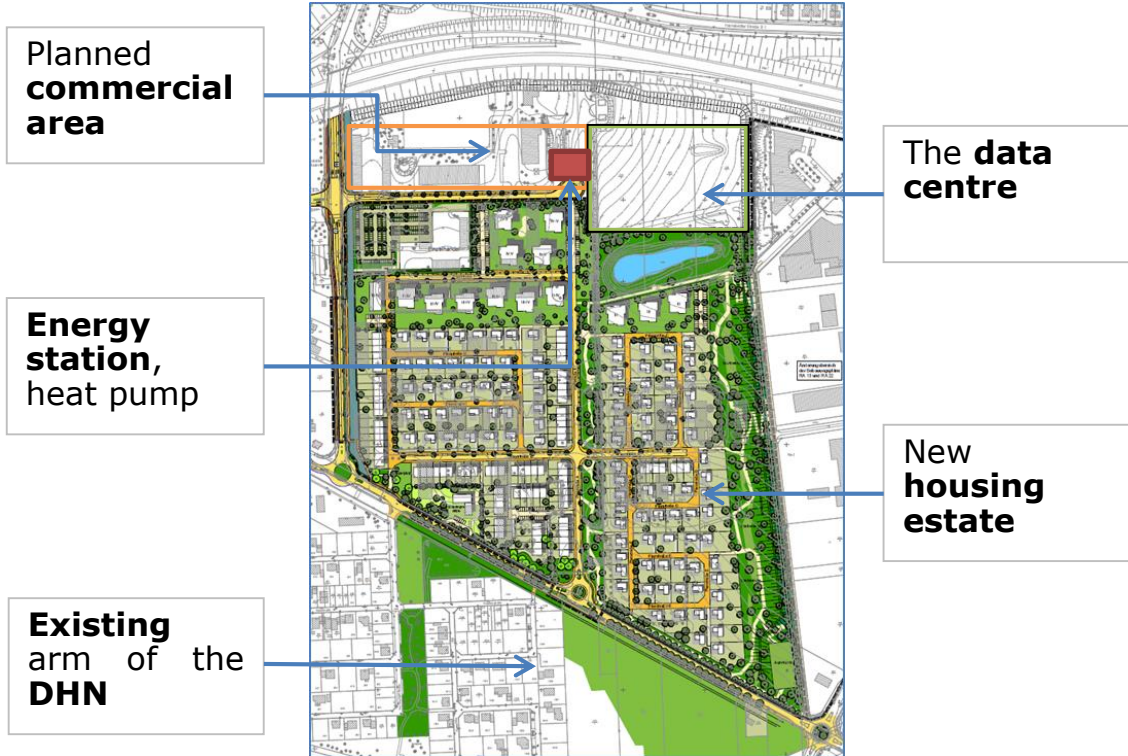 Planned
commercial
area
The data
centre
Energy
station,
heat pump
New
housing
estate
Existing
arm of the
DHN